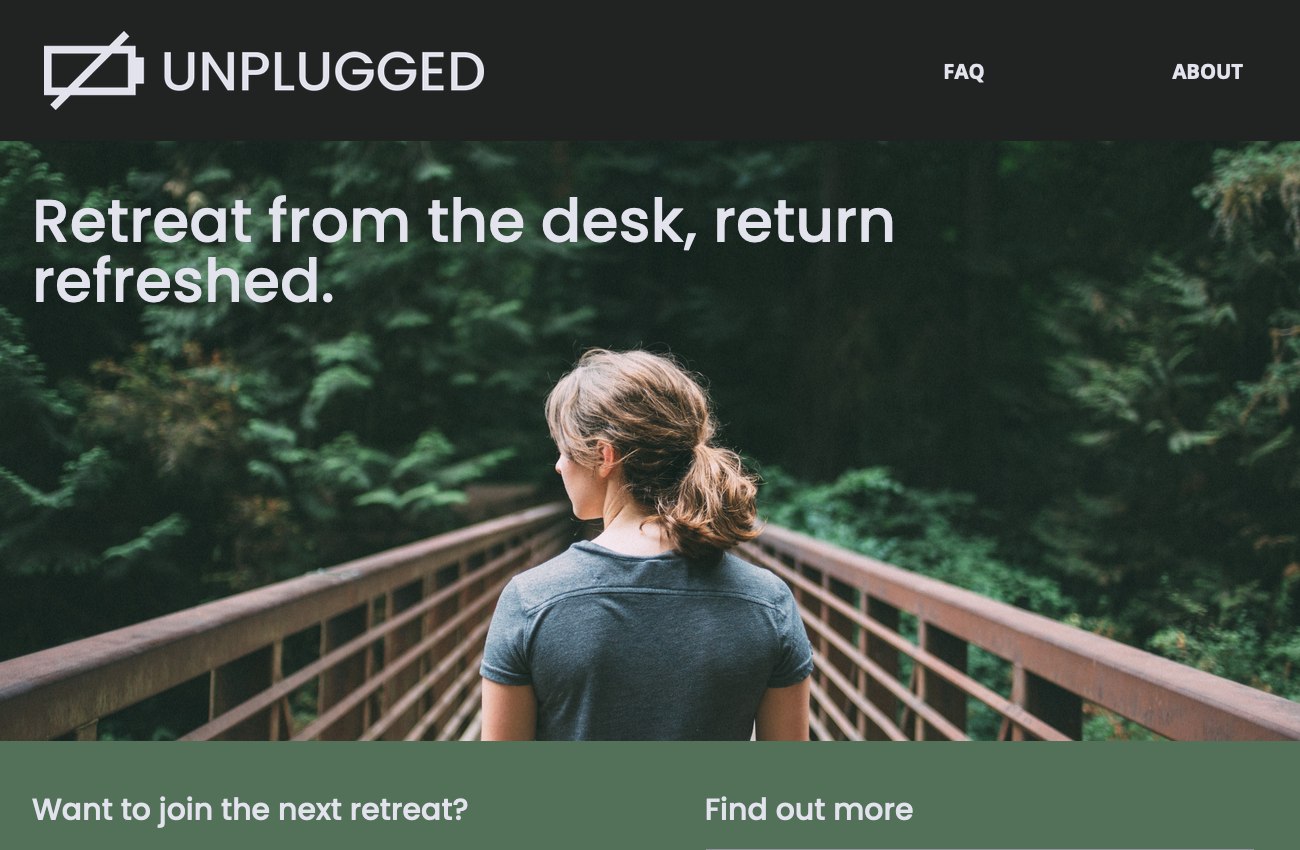 UNPLUGGED
FAQ
ABOUT
Retreat from the desk, return
refreshed.
Want to join the next retreat?
Find out more